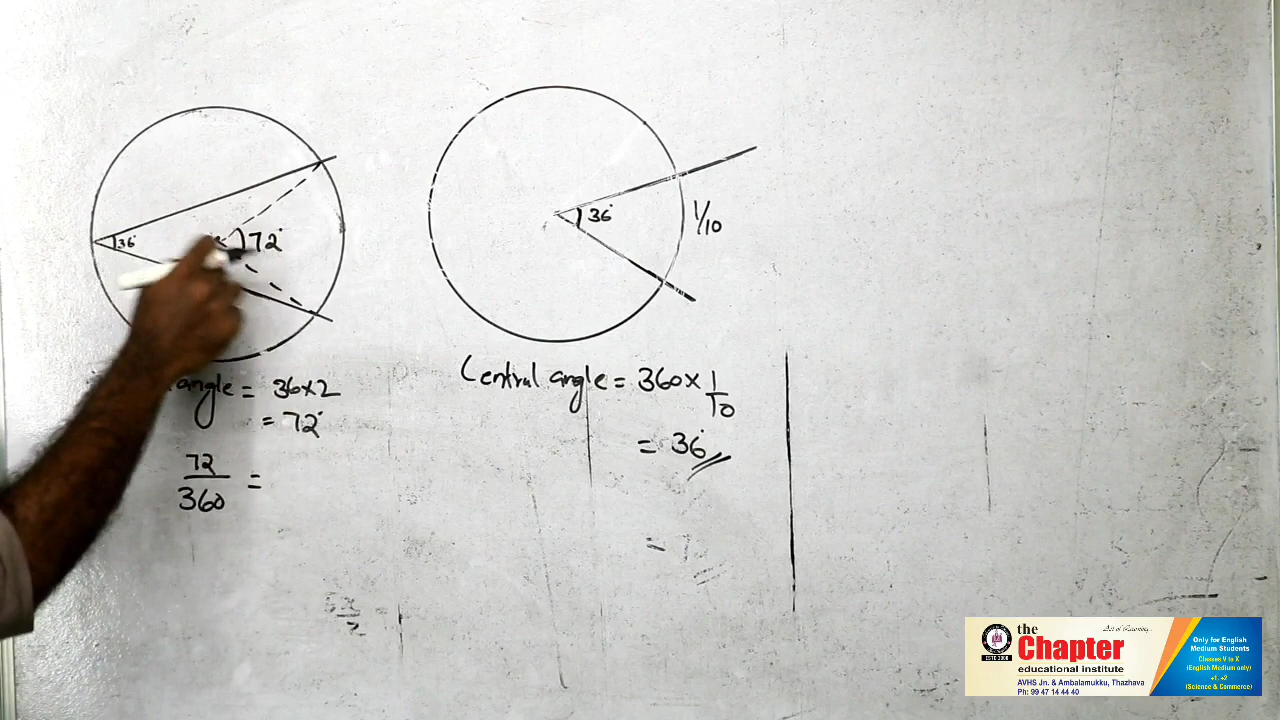 36°
72°
angle = 36×2
= 72°
72/360 =
36°
1/10
Central angle = 360 × 1/10
= 36°
the
Chapter
educational institute
AVHS Jn. & Ambalamukku, Thazhava
Ph: 99 47 14 44 40
Only for English
Medium Students
Classes V to X
(English Medium only)
+1, +2
(Science & Commerce)